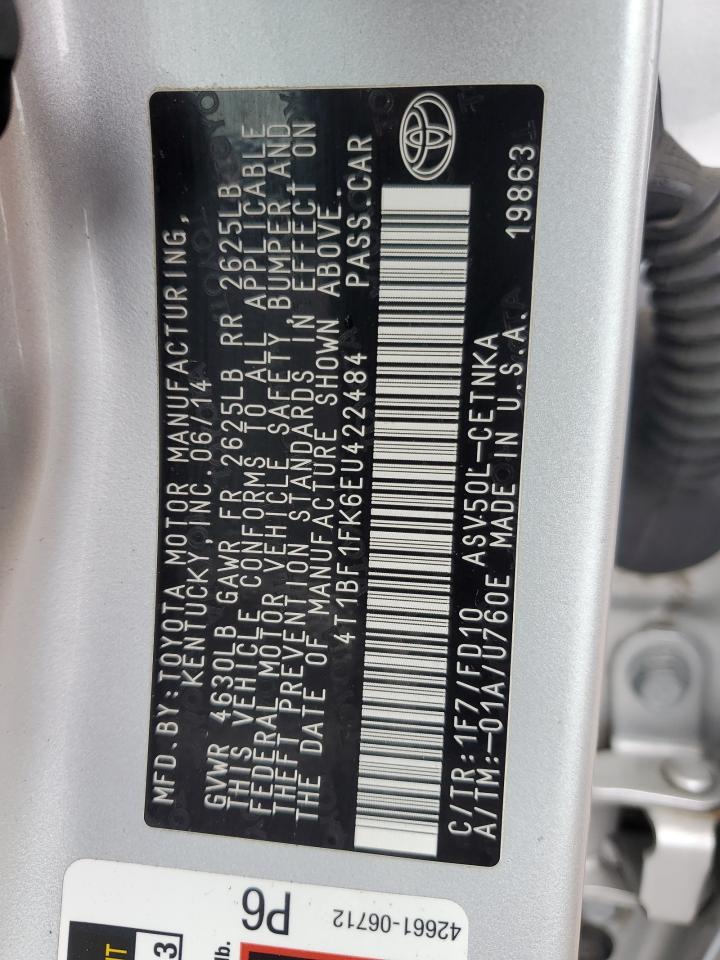 MFD.BY:TOYOTA MOTOR MANUFACTURING,
KENTUCKY,INC.06/14
GVWR 4630LB GAWR FR 2625LB RR 2625LB
THIS VEHICLE CONFORMS TO ALL APPLICABLE
FEDERAL MOTOR VEHICLE SAFETY, BUMPER AND
THEFT PREVENTION STANDARDS IN EFFECT ON
THE DATE OF MANUFACTURE SHOWN ABOVE.
4T1BF1FK6EU422484 PASS.CAR
C/TR:1F7/FD10 ASV50L-CETNKA
A/TM:-01A/U760E MADE IN U.S.A. 19863
P6
42661-06712
3
lb.